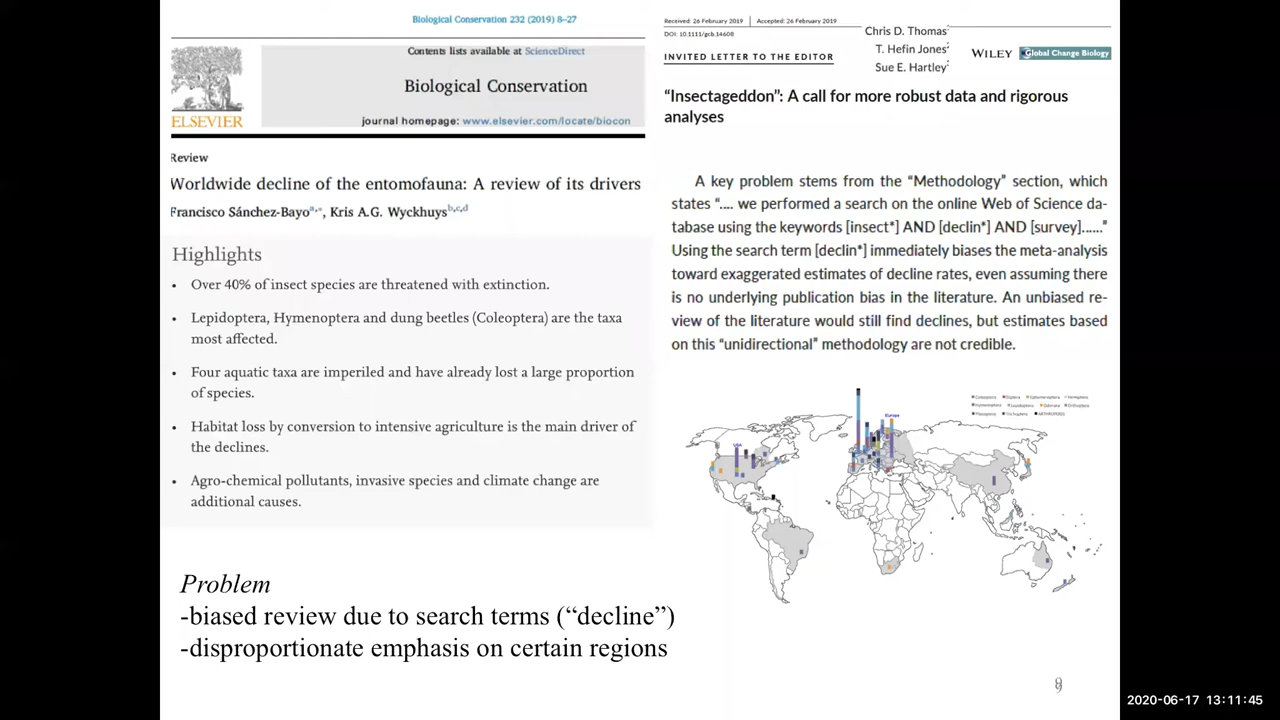 Biological Conservation 232 (2019) 8–27
Contents lists available at ScienceDirect
Biological Conservation
ELSEVIER
journal homepage: www.elsevier.com/locate/biocon
Review
Worldwide decline of the entomofauna: A review of its drivers
Francisco Sánchez-Bayo a,*, Kris A.G. Wyckhuys b,c,d
Highlights
• Over 40% of insect species are threatened with extinction.
• Lepidoptera, Hymenoptera and dung beetles (Coleoptera) are the taxa
most affected.
• Four aquatic taxa are imperiled and have already lost a large proportion
of species.
• Habitat loss by conversion to intensive agriculture is the main driver of
the declines.
• Agro-chemical pollutants, invasive species and climate change are
additional causes.
Problem
-biased review due to search terms (“decline”)
-disproportionate emphasis on certain regions
Received: 26 February 2019 | Accepted: 26 February 2019
DOI: 10.1111/gcb.14608
INVITED LETTER TO THE EDITOR
Chris D. Thomas
T. Hefin Jones
Sue E. Hartley
WILEY Global Change Biology
“Insectageddon”: A call for more robust data and rigorous
analyses
A key problem stems from the “Methodology” section, which
states “.... we performed a search on the online Web of Science da-
tabase using the keywords [insect*] AND [declin*] AND [survey]......”
Using the search term [declin*] immediately biases the meta-analysis
toward exaggerated estimates of decline rates, even assuming there
is no underlying publication bias in the literature. An unbiased re-
view of the literature would still find declines, but estimates based
on this “unidirectional” methodology are not credible.
Europe
USA
2020-06-17 13:11:45